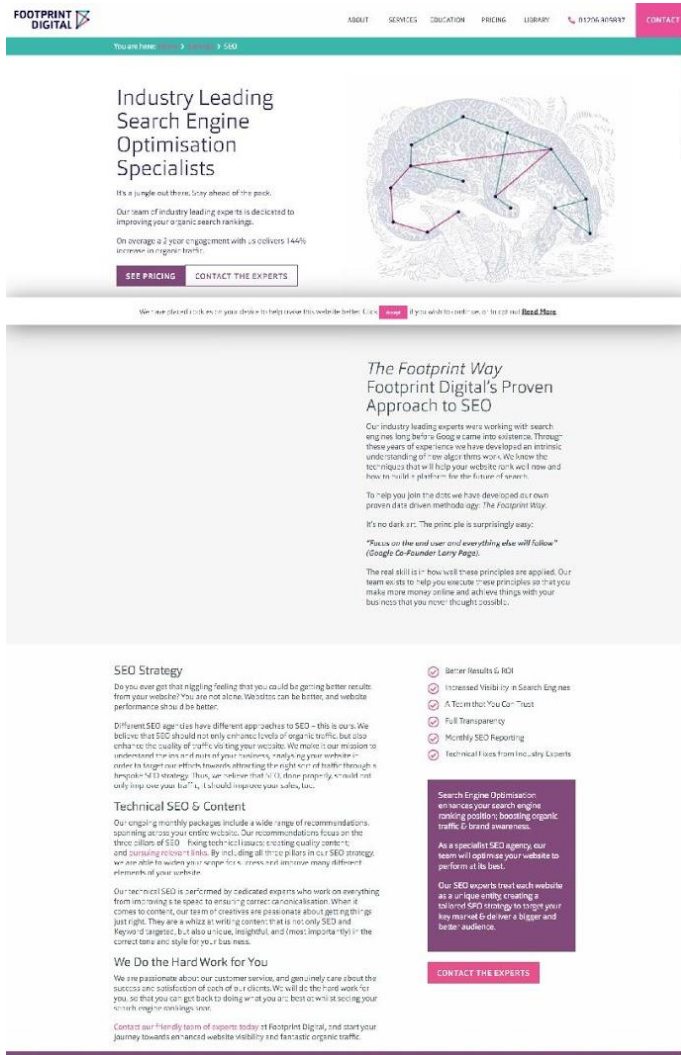 FOOTPRINT
DIGITAL
ABOUT SERVICES EDUCATION PRICING LIBRARY 01206 805837 CONTACT
You are here: SEO
Industry Leading
Search Engine
Optimisation
Specialists
It's a jungle out there. Stay ahead of the pack.
Our team of industry leading experts is dedicated to
improving your organic search rankings.
On average a 2 year engagement with us delivers 144%
increase in organic traffic.
SEE PRICING CONTACT THE EXPERTS
We have placed cookies on your device to help make this website better. Click Accept if you wish to continue, or to opt out Read More
The Footprint Way
Footprint Digital's Proven
Approach to SEO
Our industry leading experts were working with search
engines long before Google came into existence. Through
these years of experience we have developed an intrinsic
understanding of how algorithms work. We know the
techniques that will help your website rank well now and
how to build a platform for the future of search.
To help you join the dots we have developed our own
proven data driven methodology: The Footprint Way.
It's no dark art. The principle is surprisingly easy:
"Focus on the end user and everything else will follow"
(Google Co-Founder Larry Page).
The real skill is in how well these principles are applied. Our
team exists to help you execute these principles so that you
make more money online and achieve things with your
business that you never thought possible.
SEO Strategy
Do you ever get that niggling feeling that you could be getting better results
from your website? You are not alone. Websites can be better, and website
performance should be better.
Different SEO agencies have different approaches to SEO – this is ours. We
believe that SEO should not only enhance levels of organic traffic, but also
enhance the quality of traffic visiting your website. We make it our mission to
understand the ins and outs of your business, analysing your website in
order to target our efforts towards attracting the right sort of traffic through a
bespoke SEO strategy. Thus, we believe that SEO, done properly, should not
only improve your traffic, it should improve your sales, too.
Technical SEO & Content
Our ongoing monthly packages include a wide range of recommendations,
spanning across your entire website. Our recommendations focus on the
three pillars of SEO – fixing technical issues; creating quality content;
and pursuing relevant links. By including all three pillars in our SEO strategy,
we are able to widen your scope for success and improve many different
elements of your website.
Our technical SEO is performed by dedicated experts who work on everything
from improving site speed to ensuring correct canonicalisation. When it
comes to content, our team of creatives are passionate about getting things
just right. They are a whizz at writing content that is not only SEO and
Keyword targeted, but also unique, insightful, and (most importantly) in the
correct tone and style for your business.
We Do the Hard Work for You
We are passionate about our customer service, and genuinely care about the
success and satisfaction of each of our clients. We will do the hard work for
you, so that you can get back to doing what you are best at whilst seeing your
search engine rankings soar.
Contact our friendly team of experts today at Footprint Digital, and start your
journey towards enhanced website visibility and fantastic organic traffic.
Better Results & ROI
Increased Visibility in Search Engines
A Team that You Can Trust
Full Transparency
Monthly SEO Reporting
Technical Fixes from Industry Experts
Search Engine Optimisation
enhances your search engine
ranking position; boosting organic
traffic & brand awareness.
As a specialist SEO agency, our
team will optimise your website to
perform at its best.
Our SEO experts treat each website
as a unique entity, creating a
tailored SEO strategy to target your
key market & deliver a bigger and
better audience.
CONTACT THE EXPERTS